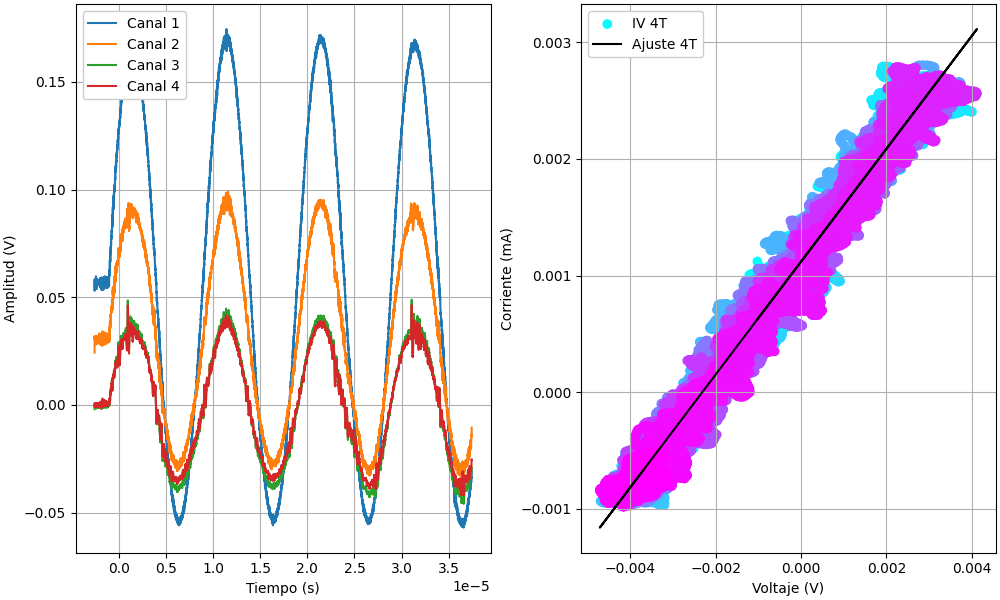 Canal 1
Canal 2
Canal 3
Canal 4
0.15
0.10
0.05
0.00
−0.05
Amplitud (V)
0.0
0.5
1.0
1.5
2.0
2.5
3.0
3.5
1e−5
Tiempo (s)
IV 4T
Ajuste 4T
0.003
0.002
0.001
0.000
−0.001
Corriente (mA)
−0.004
−0.002
0.000
0.002
0.004
Voltaje (V)